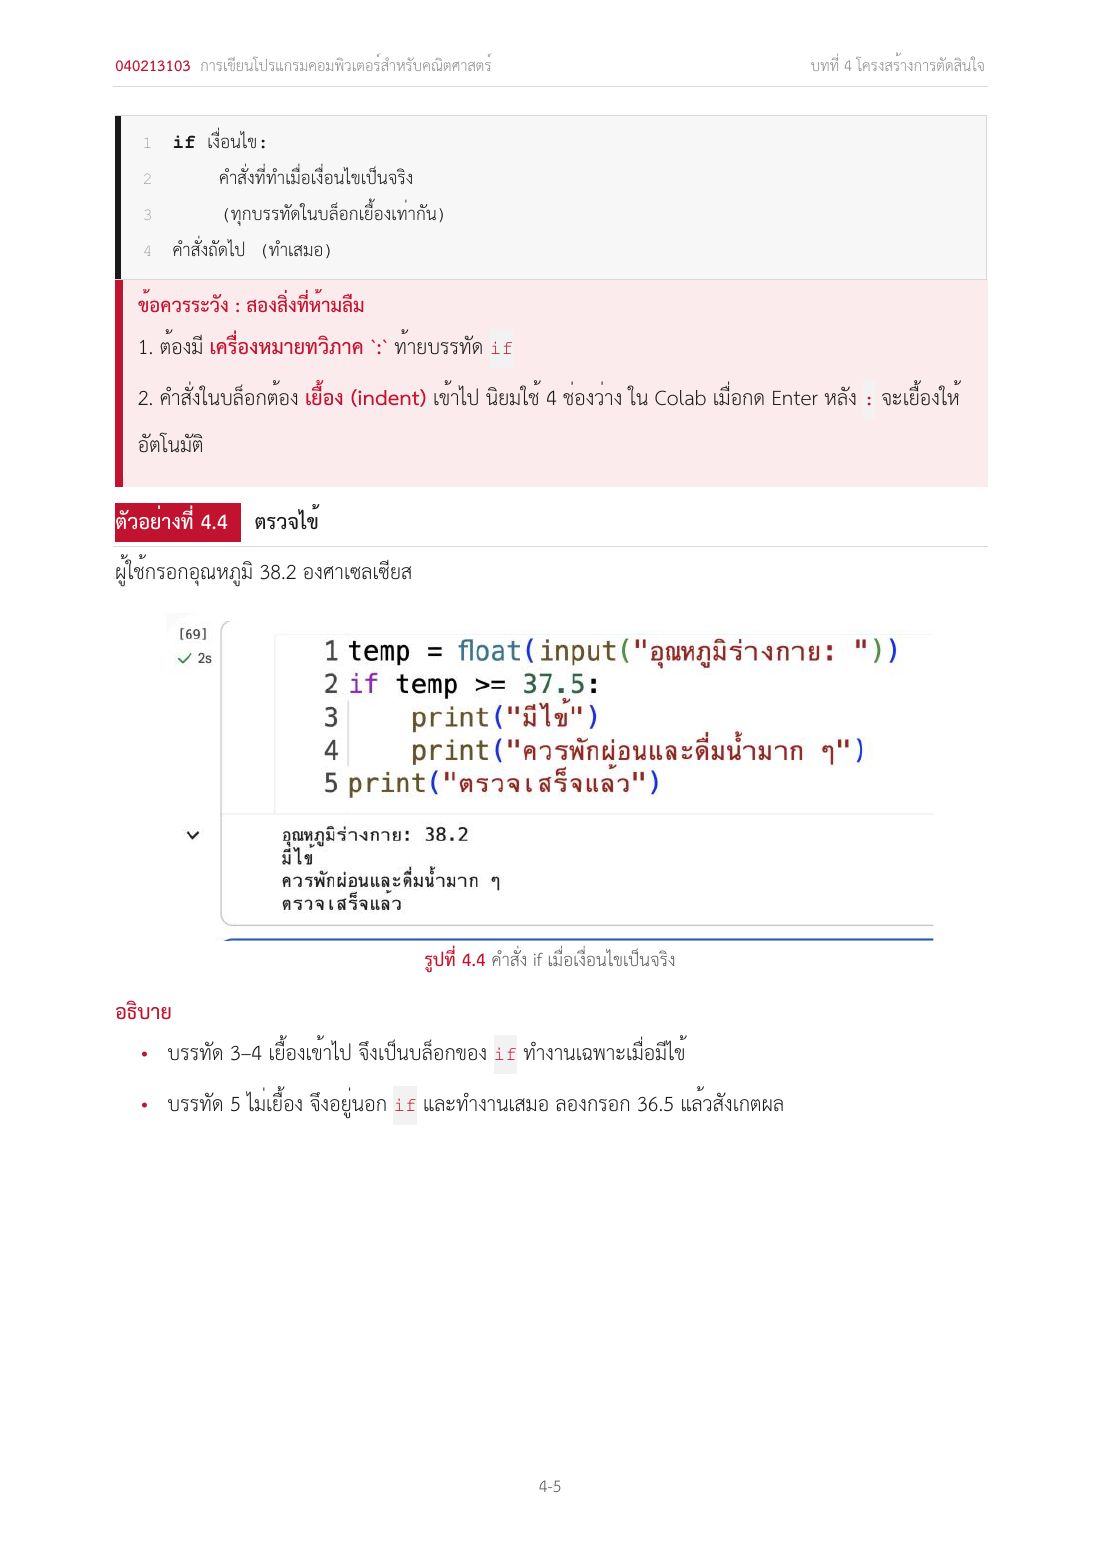 040213103 การเขียนโปรแกรมคอมพิวเตอร์สำหรับคณิตศาสตร์ บทที่ 4 โครงสร้างการตัดสินใจ
1 if เงื่อนไข:
2 คำสั่งที่ทำเมื่อเงื่อนไขเป็นจริง
3 (ทุกบรรทัดในบล็อกเยื้องเท่ากัน)
4 คำสั่งถัดไป (ทำเสมอ)
ข้อควรระวัง : สองสิ่งที่ห้ามลืม
1. ต้องมี เครื่องหมายทวิภาค `:` ท้ายบรรทัด if
2. คำสั่งในบล็อกต้อง เยื้อง (indent) เข้าไป นิยมใช้ 4 ช่องว่าง ใน Colab เมื่อกด Enter หลัง : จะเยื้องให้
อัตโนมัติ
ตัวอย่างที่ 4.4 ตรวจไข้
ผู้ใช้กรอกอุณหภูมิ 38.2 องศาเซลเซียส
[69]
2s
1 temp = float(input("อุณหภูมิร่างกาย: "))
2 if temp >= 37.5:
3 print("มีไข้")
4 print("ควรพักผ่อนและดื่มน้ำมาก ๆ")
5 print("ตรวจเสร็จแล้ว")
อุณหภูมิร่างกาย: 38.2
มีไข้
ควรพักผ่อนและดื่มน้ำมาก ๆ
ตรวจเสร็จแล้ว
รูปที่ 4.4 คำสั่ง if เมื่อเงื่อนไขเป็นจริง
อธิบาย
• บรรทัด 3–4 เยื้องเข้าไป จึงเป็นบล็อกของ if ทำงานเฉพาะเมื่อมีไข้
• บรรทัด 5 ไม่เยื้อง จึงอยู่นอก if และทำงานเสมอ ลองกรอก 36.5 แล้วสังเกตผล
4-5